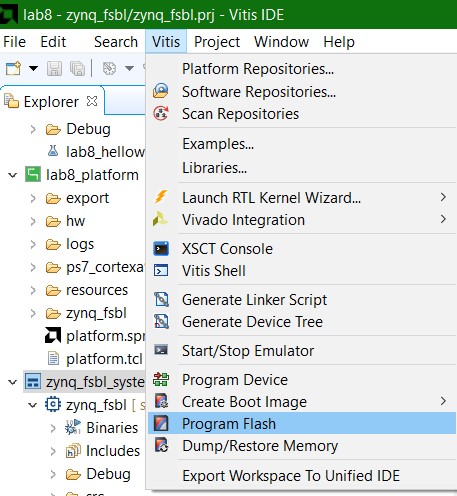 lab8 - zynq_fsbl/zynq_fsbl.prj - Vitis IDE
File Edit Search Vitis Project Window Help
Explorer
Debug
lab8_hellow
lab8_platform
export
hw
logs
ps7_cortexa
resources
zynq_fsbl
platform.spr
platform.tcl
zynq_fsbl_syste
zynq_fsbl [ s
Binaries
Includes
Debug
src
Platform Repositories...
Software Repositories...
Scan Repositories
Examples...
Libraries...
Launch RTL Kernel Wizard...
Vivado Integration
XSCT Console
Vitis Shell
Generate Linker Script
Generate Device Tree
Start/Stop Emulator
Program Device
Create Boot Image
Program Flash
Dump/Restore Memory
Export Workspace To Unified IDE